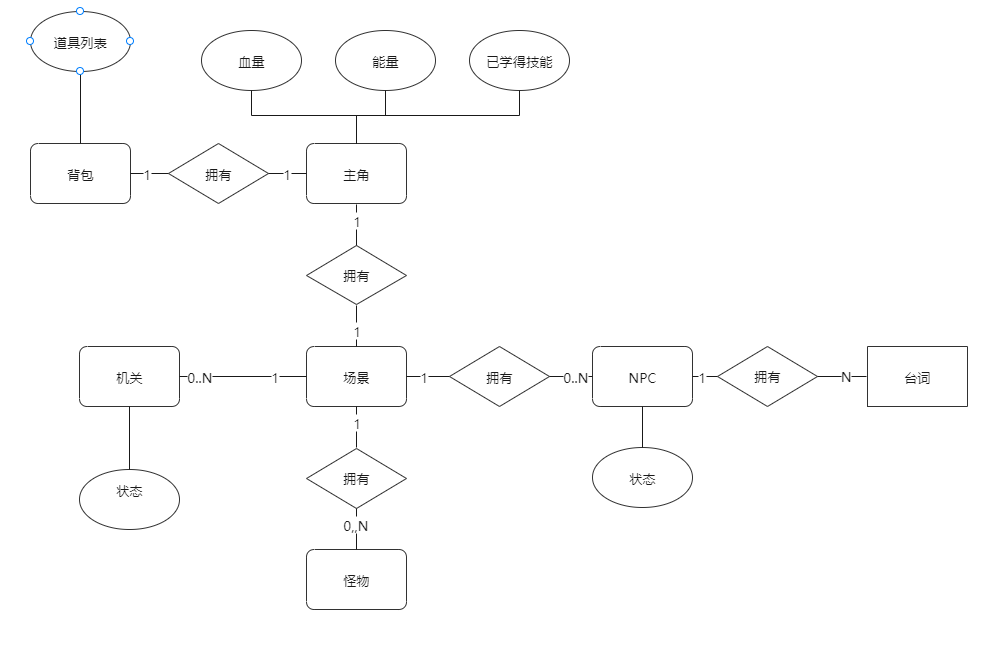 道具列表
血量
能量
已学得技能
背包
1
拥有
1
主角
1
拥有
1
机关
0..N
1
场景
1
拥有
0..N
NPC
1
拥有
N
台词
1
状态
拥有
状态
0,,N
怪物